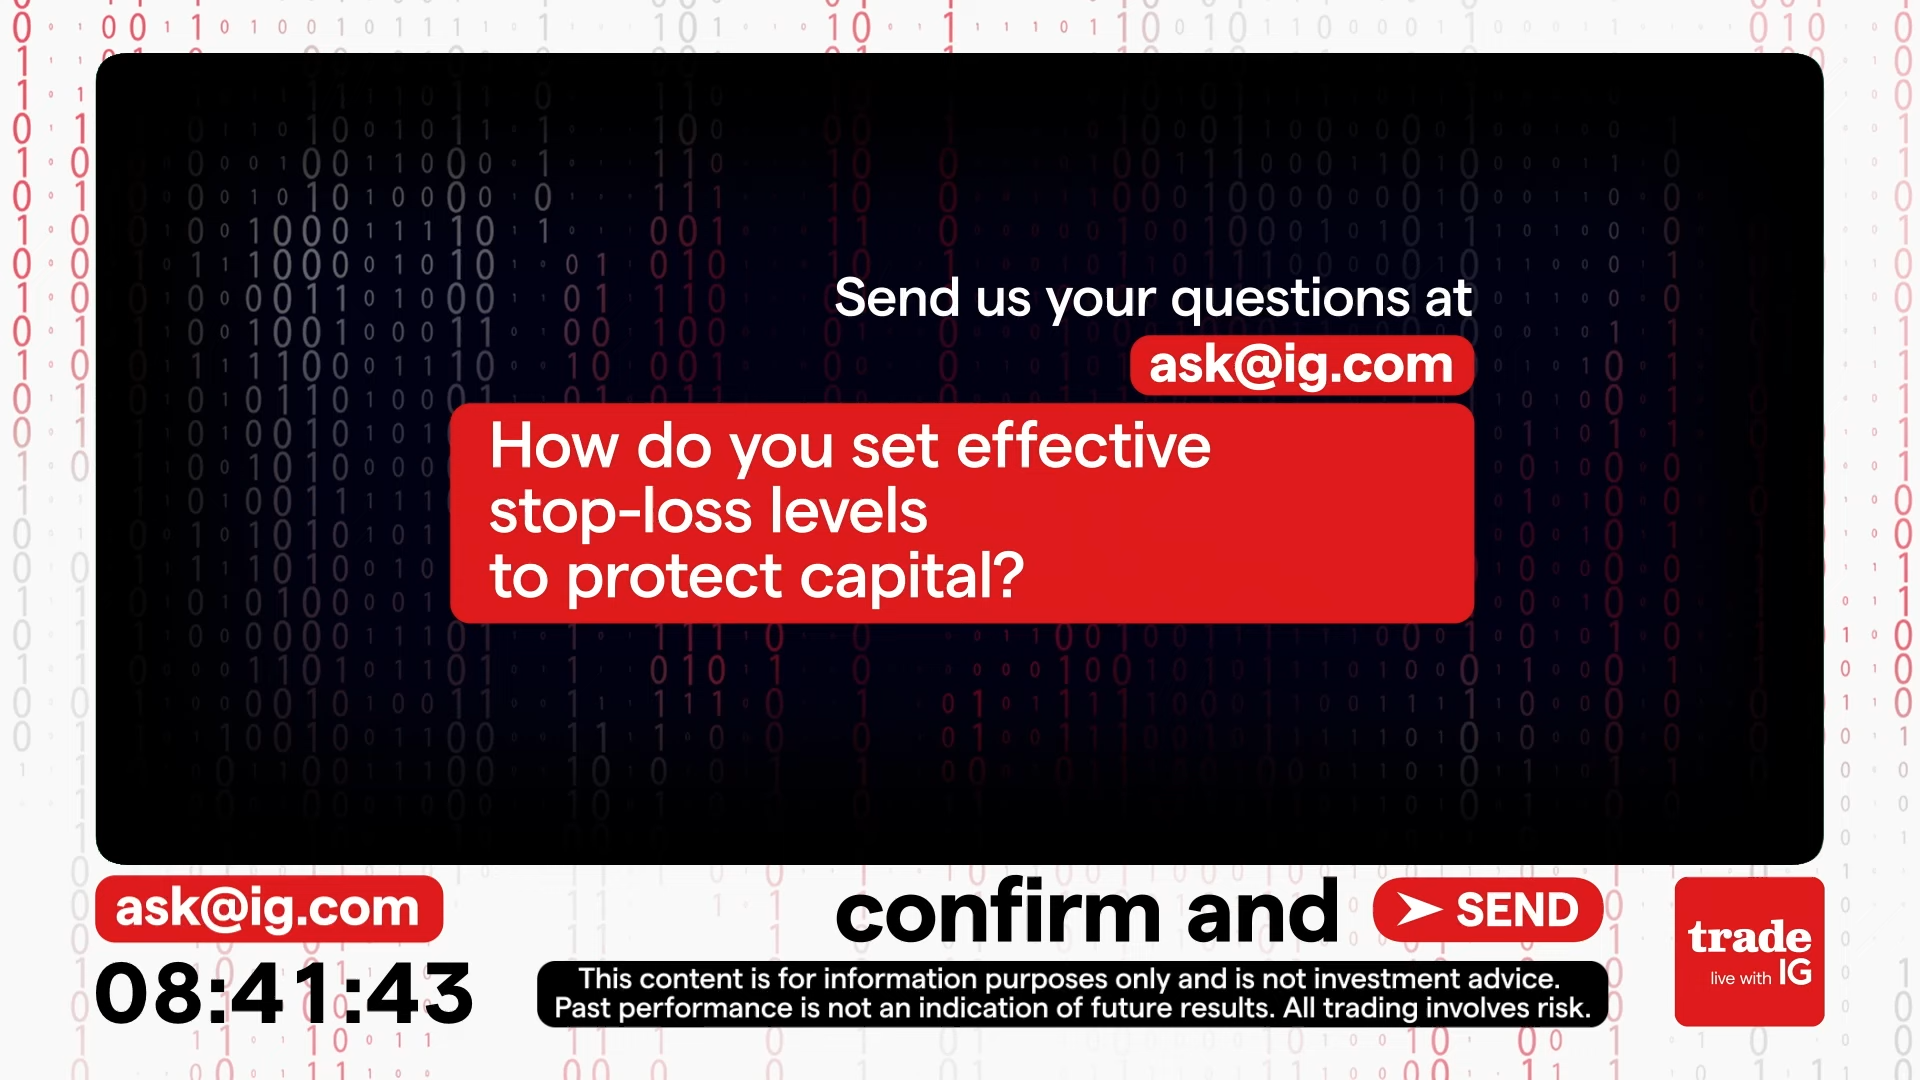 Send us your questions at
ask@ig.com
How do you set effective
stop-loss levels
to protect capital?
ask@ig.com
confirm and
SEND
08:41:43
This content is for information purposes only and is not investment advice.
Past performance is not an indication of future results. All trading involves risk.
trade
live with IG